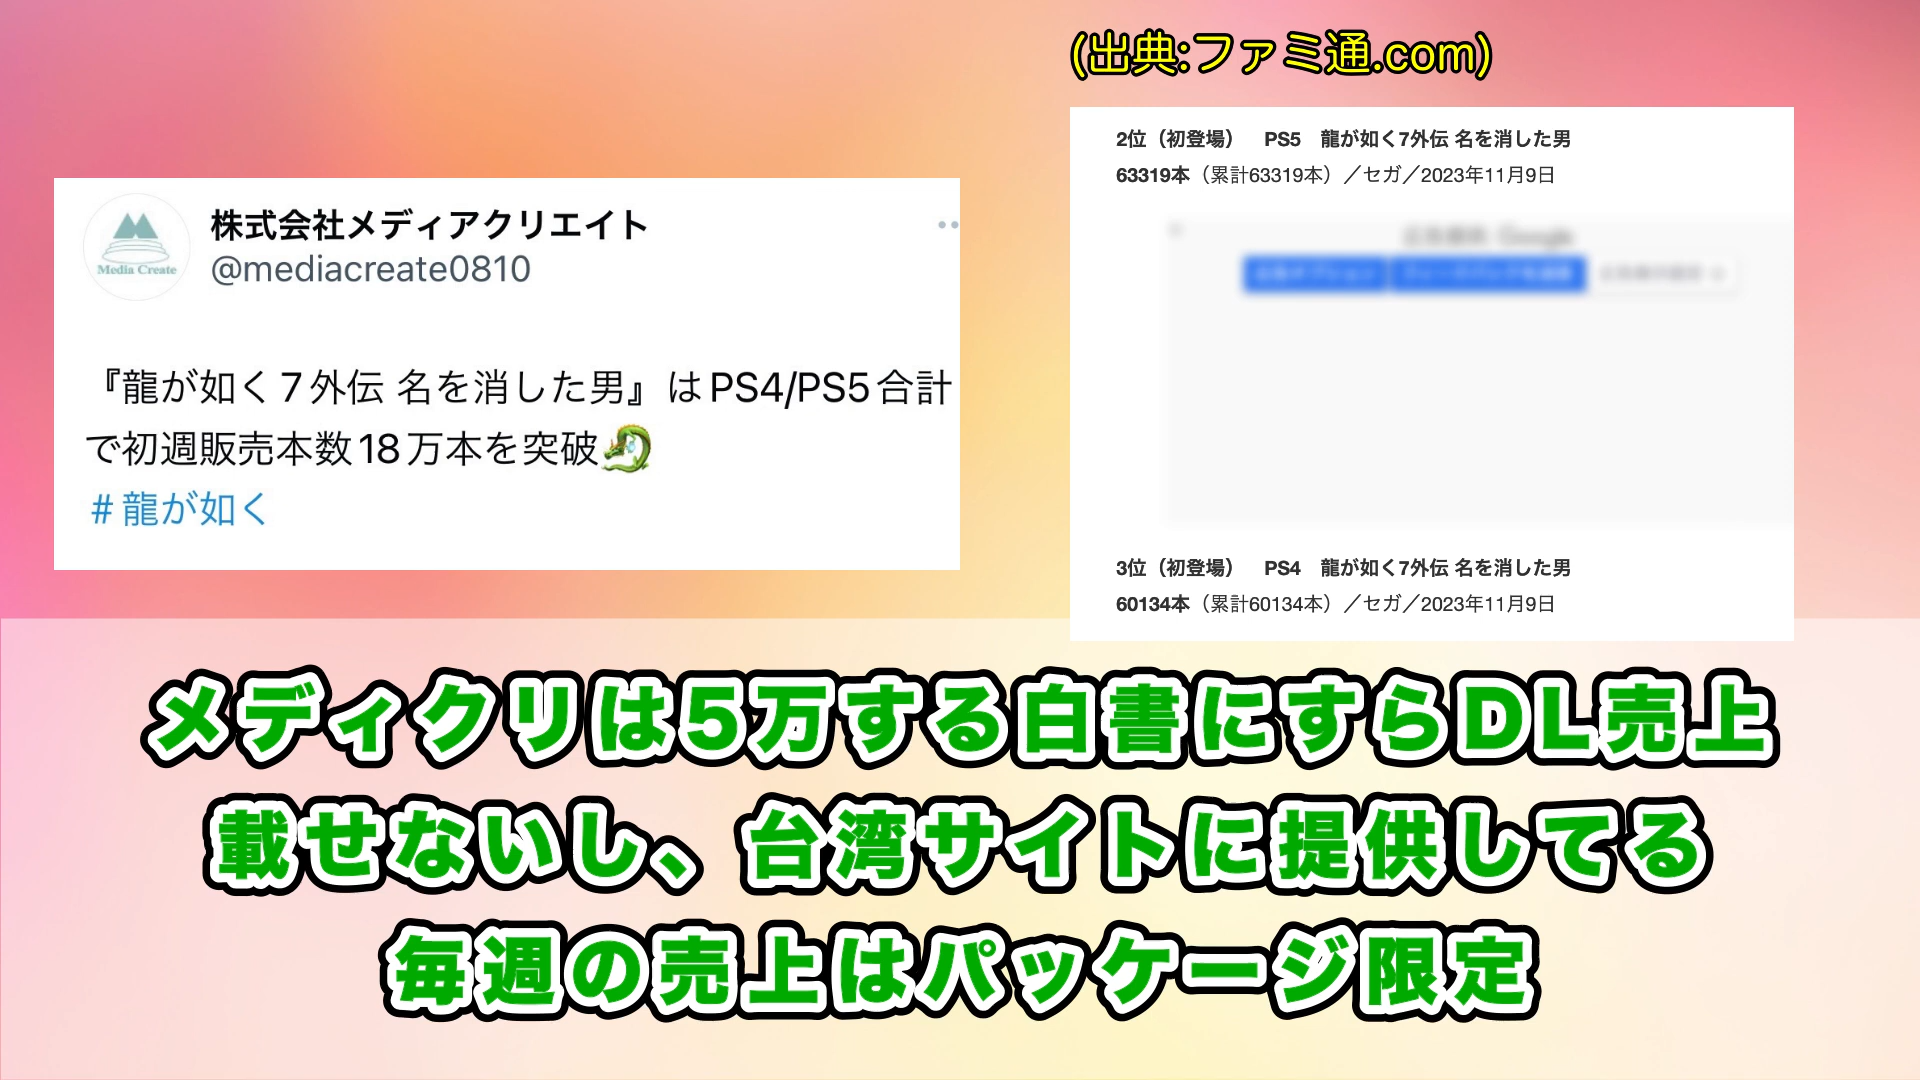 (出典:ファミ通.com)
株式会社メディアクリエイト
@mediacreate0810
Media Create
『龍が如く7外伝 名を消した男』はPS4/PS5合計
で初週販売本数18万本を突破🐉
#龍が如く
2位（初登場）　PS5　龍が如く7外伝 名を消した男
63319本（累計63319本）／セガ／2023年11月9日
3位（初登場）　PS4　龍が如く7外伝 名を消した男
60134本（累計60134本）／セガ／2023年11月9日
メディクリは5万する白書にすらDL売上
載せないし、台湾サイトに提供してる
毎週の売上はパッケージ限定